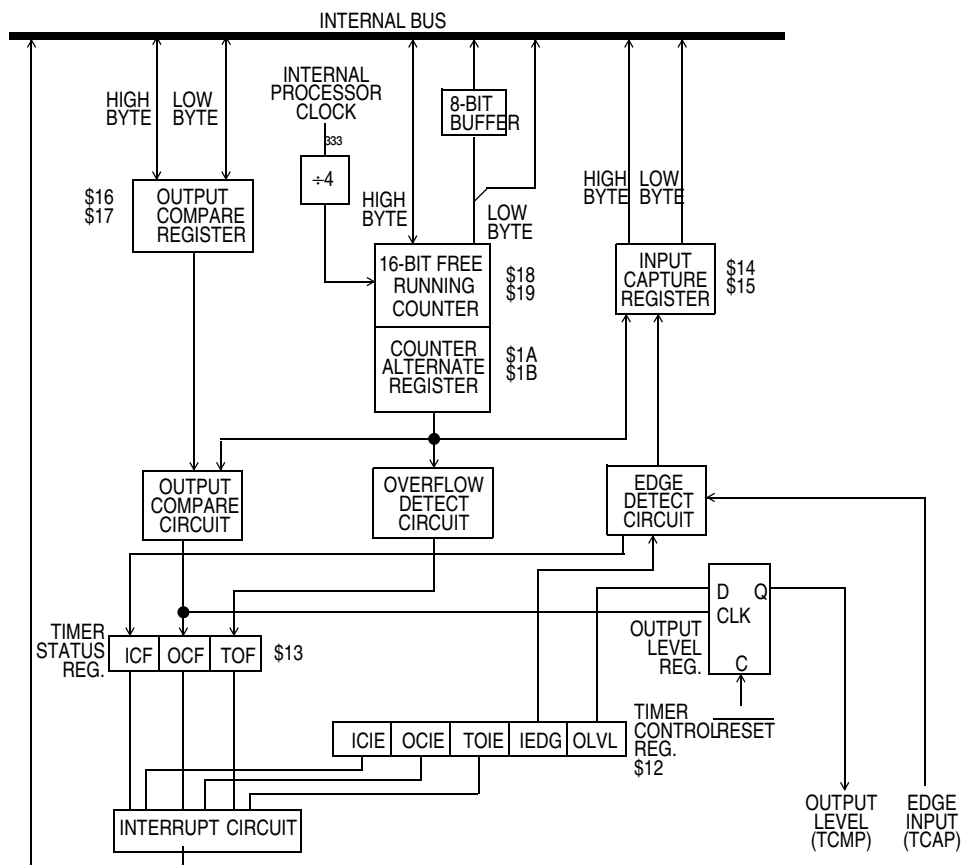 INTERNAL BUS
HIGH
BYTE
LOW
BYTE
INTERNAL
PROCESSOR
CLOCK
333
÷4
8-BIT
BUFFER
HIGH
BYTE
LOW
BYTE
HIGH
BYTE
LOW
BYTE
$16
$17
OUTPUT
COMPARE
REGISTER
16-BIT FREE
RUNNING
COUNTER
$18
$19
INPUT
CAPTURE
REGISTER
$14
$15
COUNTER
ALTERNATE
REGISTER
$1A
$1B
OUTPUT
COMPARE
CIRCUIT
OVERFLOW
DETECT
CIRCUIT
EDGE
DETECT
CIRCUIT
D Q
CLK
C
OUTPUT
LEVEL
REG.
TIMER
STATUS
REG.
ICF OCF TOF
$13
RESET
TIMER
CONTROL
REG.
$12
ICIE OCIE TOIE IEDG OLVL
INTERRUPT CIRCUIT
OUTPUT
LEVEL
(TCMP)
EDGE
INPUT
(TCAP)